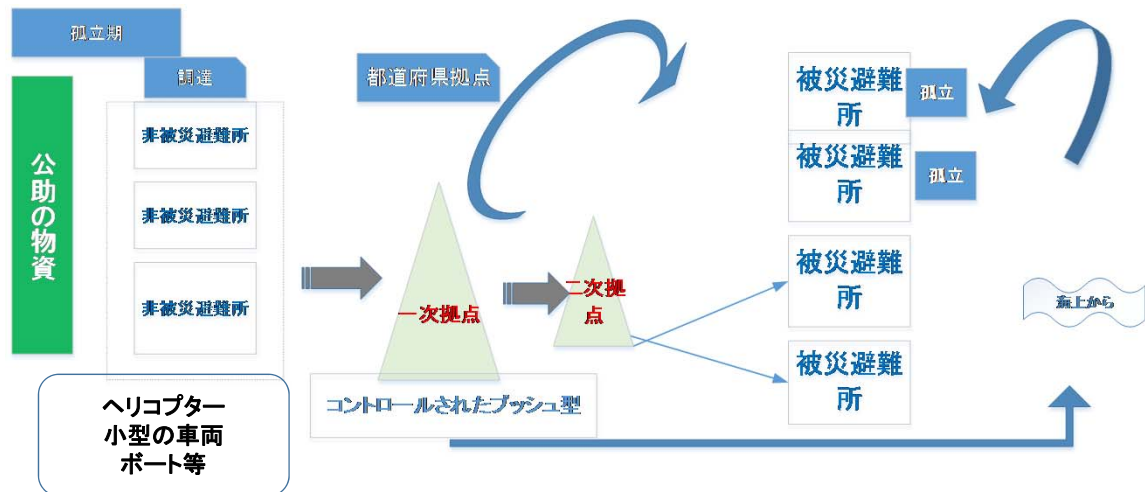 孤立期
調達
都道府県拠点
公助の物資
非被災避難所
非被災避難所
非被災避難所
一次拠点
二次拠
点
被災避難
所
孤立
被災避難
所
孤立
被災避難
所
被災避難
所
海上から
コントロールされたプッシュ型
ヘリコプター
小型の車両
ボート等